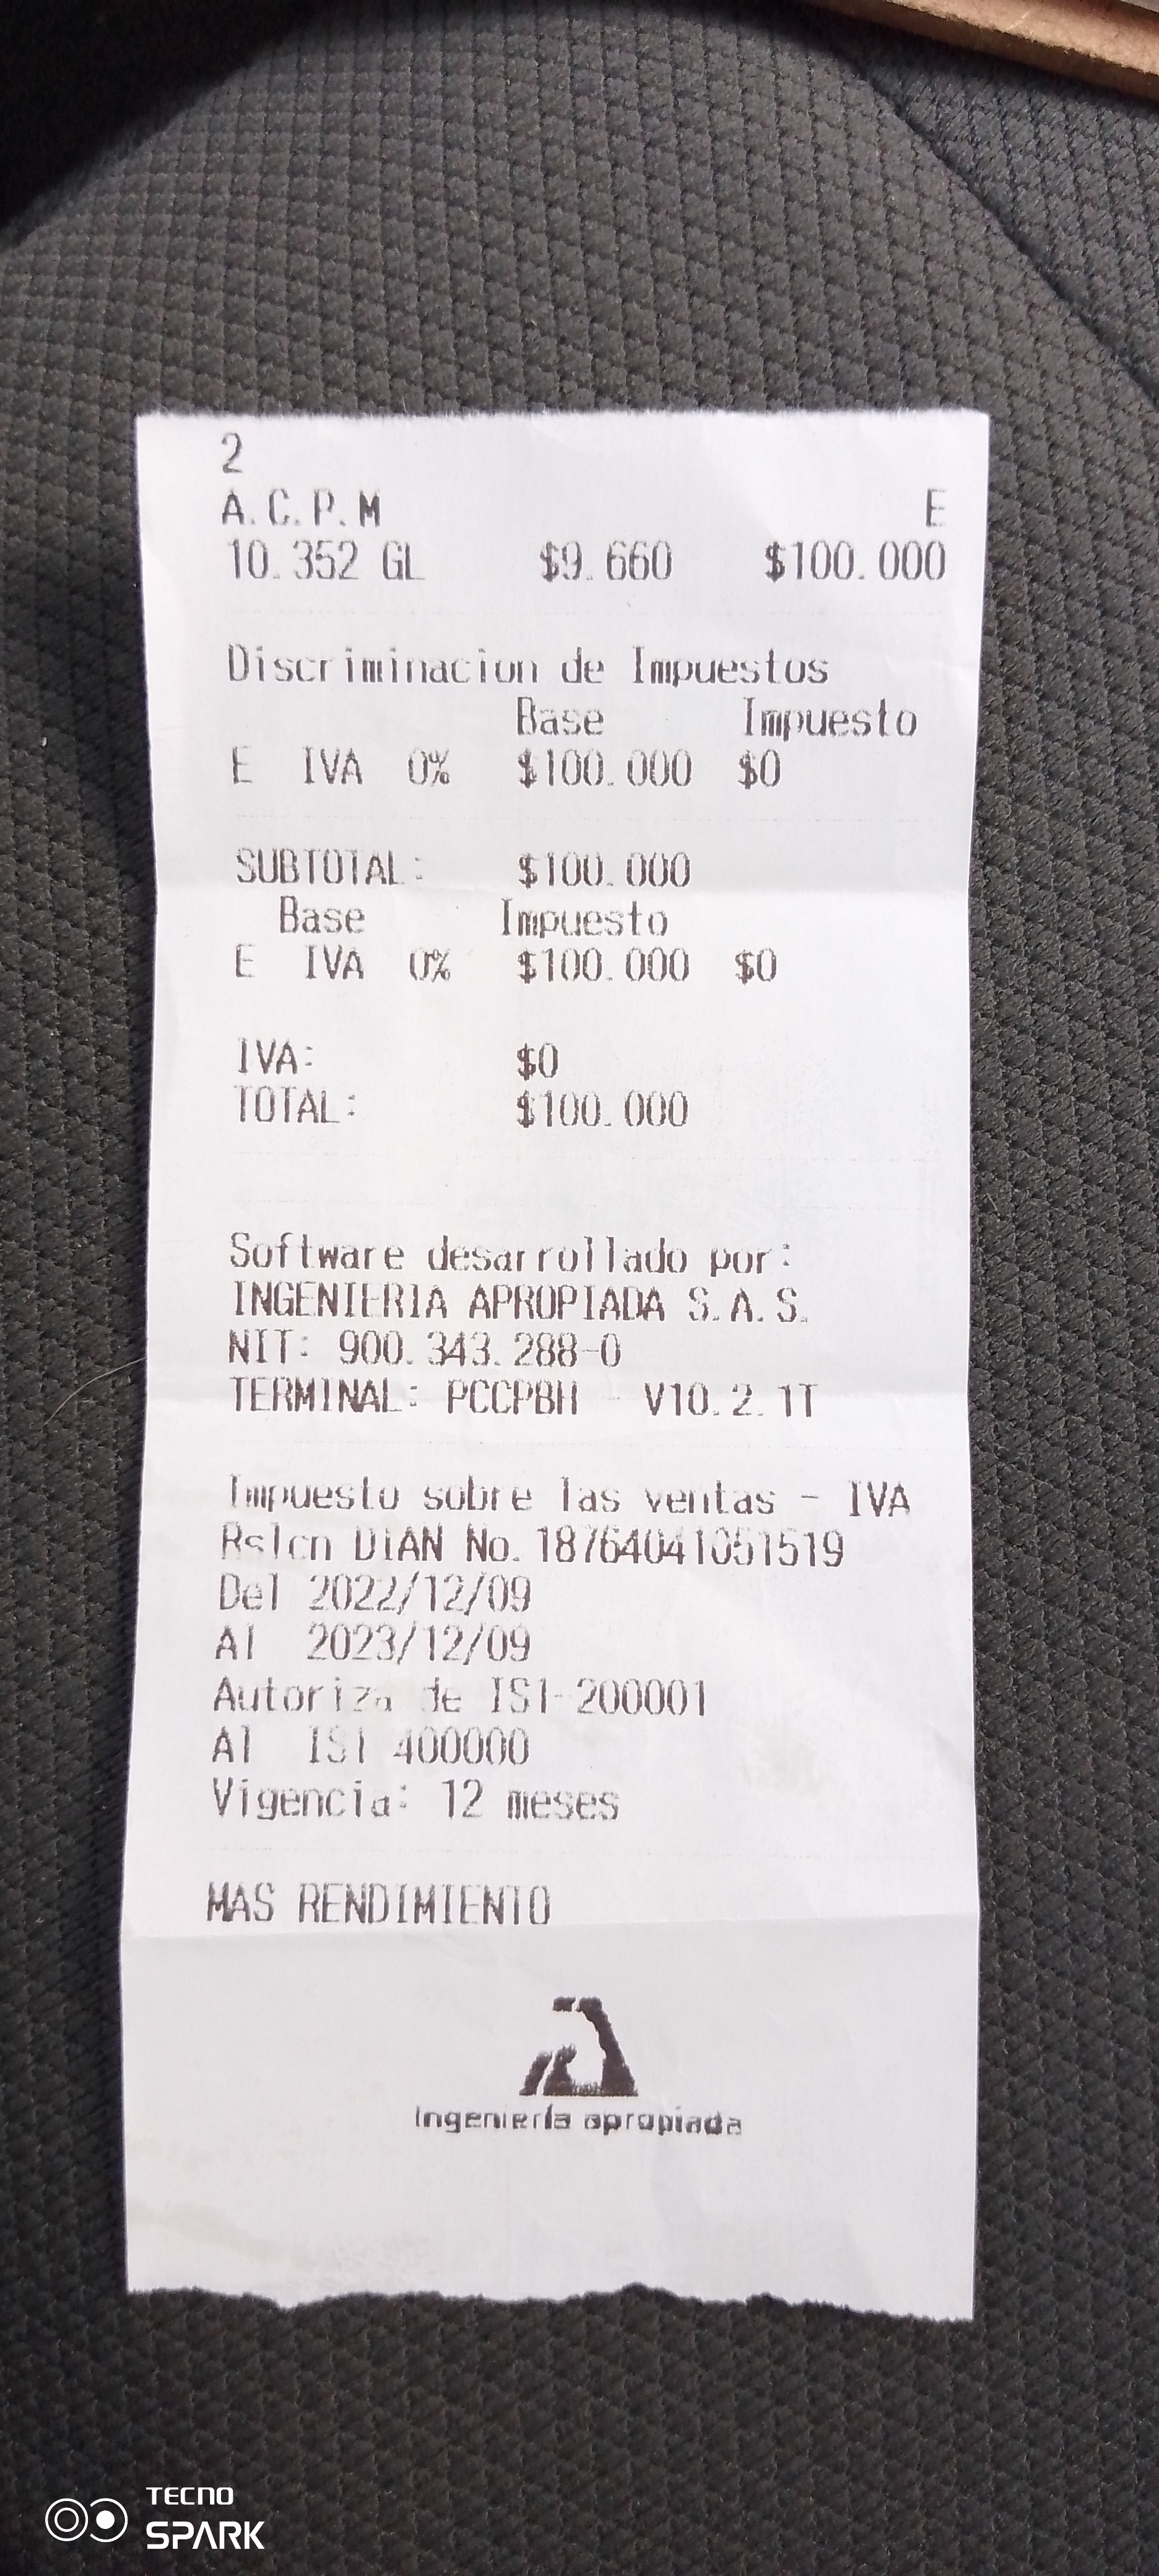 2
A.C.P.M E
10.352 GL $9.660 $100.000
Discriminacion de Impuestos
Base Impuesto
E IVA 0% $100.000 $0
SUBTOTAL: $100.000
Base Impuesto
E IVA 0% $100.000 $0
IVA: $0
TOTAL: $100.000
Software desarrollado por:
INGENIERIA APROPIADA S.A.S.
NIT: 900.343.288-0
TERMINAL: PCCPBH - V10.2.1T
Impuesto sobre las ventas - IVA
Rslcn DIAN No.18764041051519
Del 2022/12/09
Al 2023/12/09
Autoriza de IS1-200001
Al IS1 400000
Vigencia: 12 meses
MAS RENDIMIENTO
Ingeniería apropiada
TECNO
SPARK